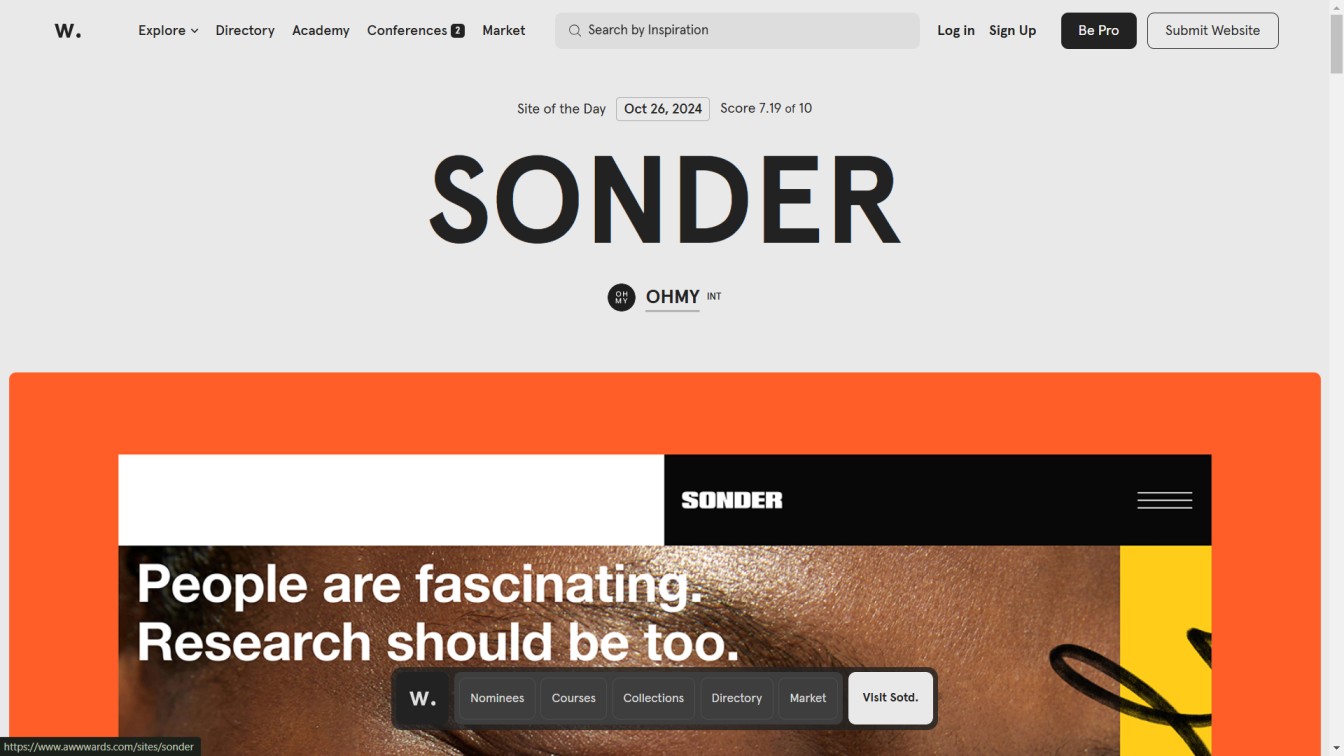 W. Explore Directory Academy Conferences 2 Market Search by Inspiration Log in Sign Up Be Pro Submit Website
Site of the Day Oct 26, 2024 Score 7.19 of 10
SONDER
OH MY OHMY INT
SONDER
People are fascinating.
Research should be too.
W. Nominees Courses Collections Directory Market Visit Sotd.
https://www.awwwards.com/sites/sonder